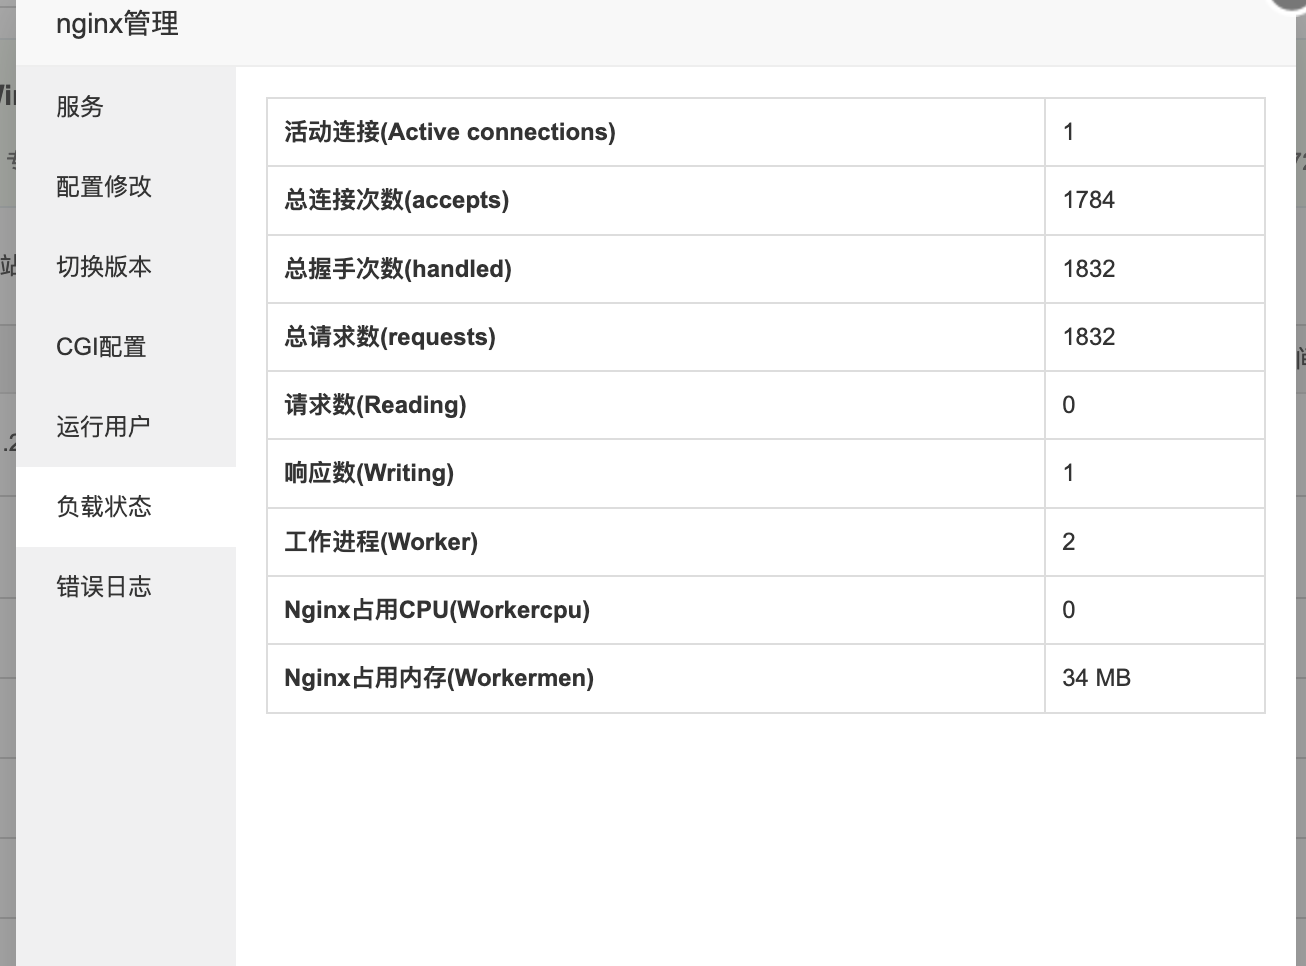 nginx管理
服务
配置修改
切换版本
CGI配置
运行用户
负载状态
错误日志
活动连接(Active connections) 1
总连接次数(accepts) 1784
总握手次数(handled) 1832
总请求数(requests) 1832
请求数(Reading) 0
响应数(Writing) 1
工作进程(Worker) 2
Nginx占用CPU(Workercpu) 0
Nginx占用内存(Workermen) 34 MB